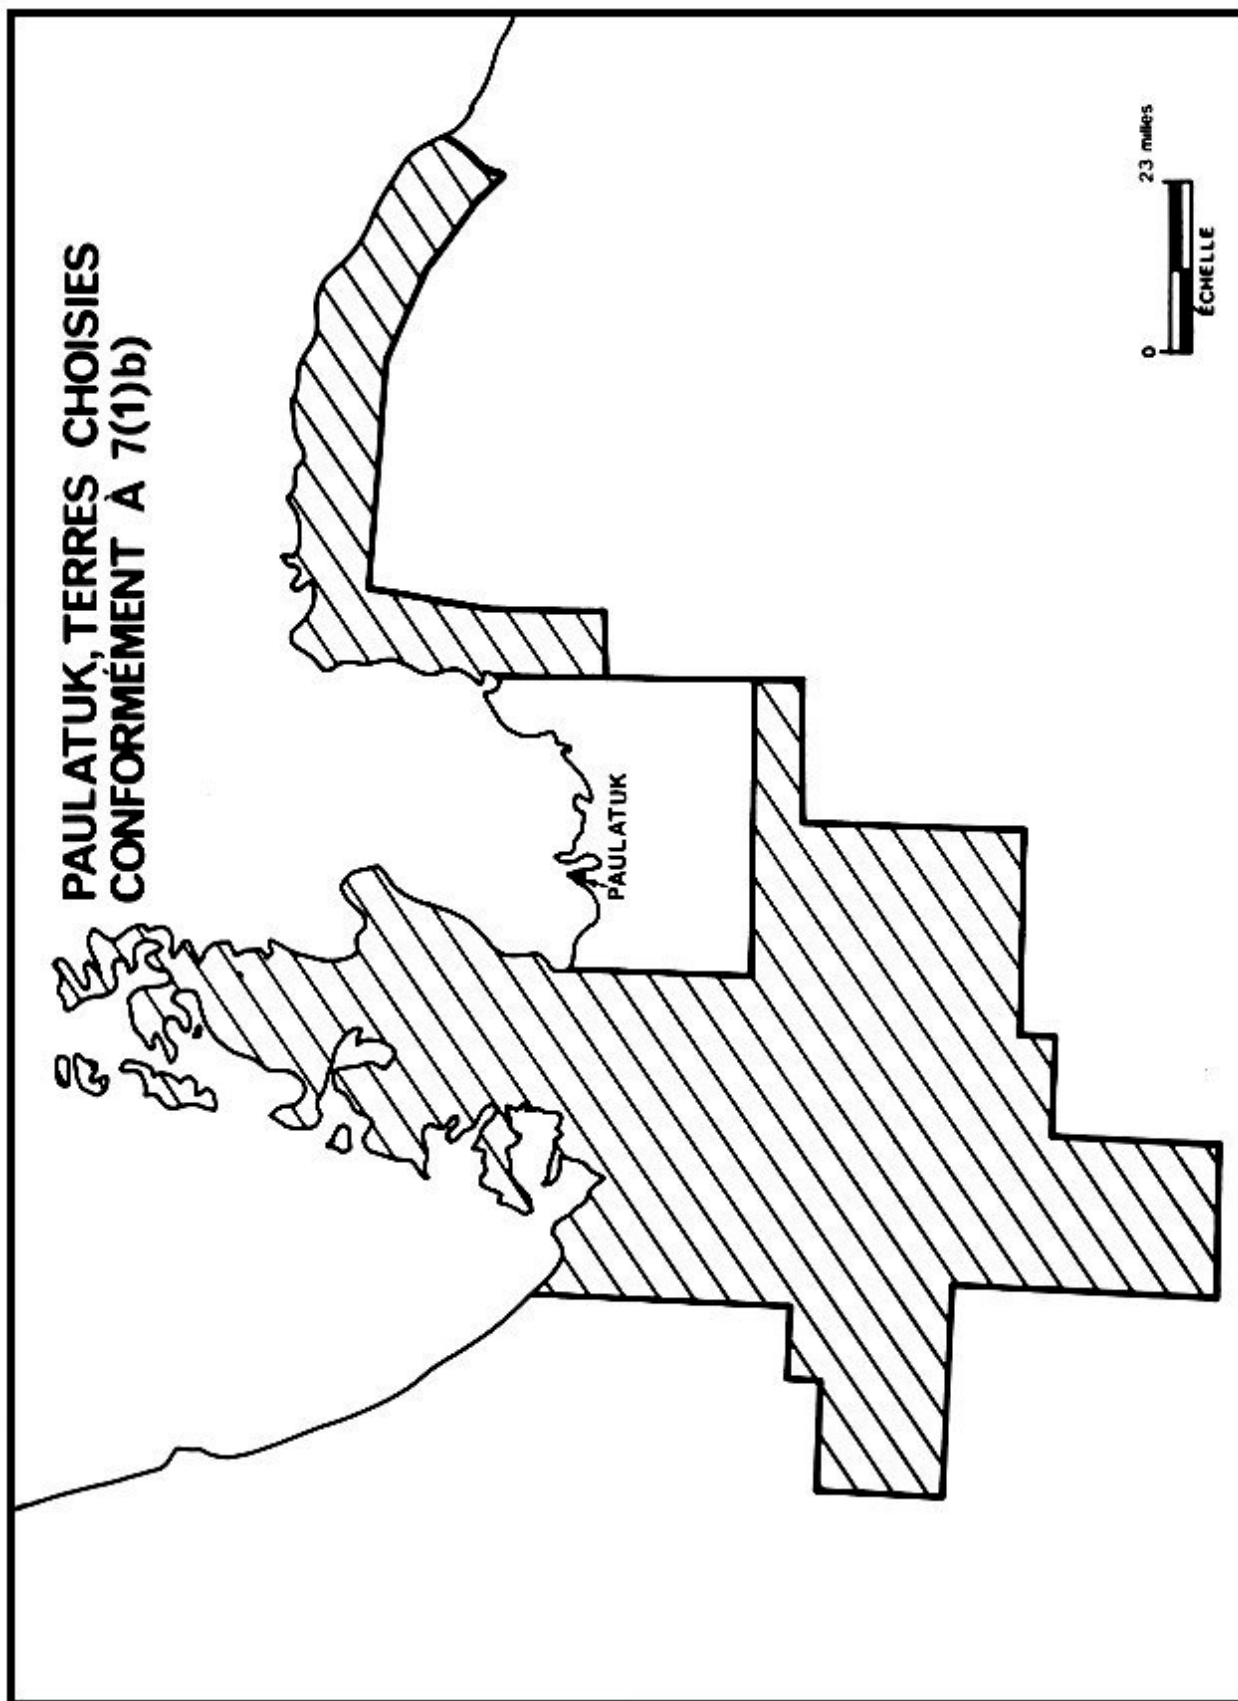 PAULATUK, TERRES CHOISIES
CONFORMÉMENT À 7(1)b)
PAULATUK
0 23 milles
ÉCHELLE